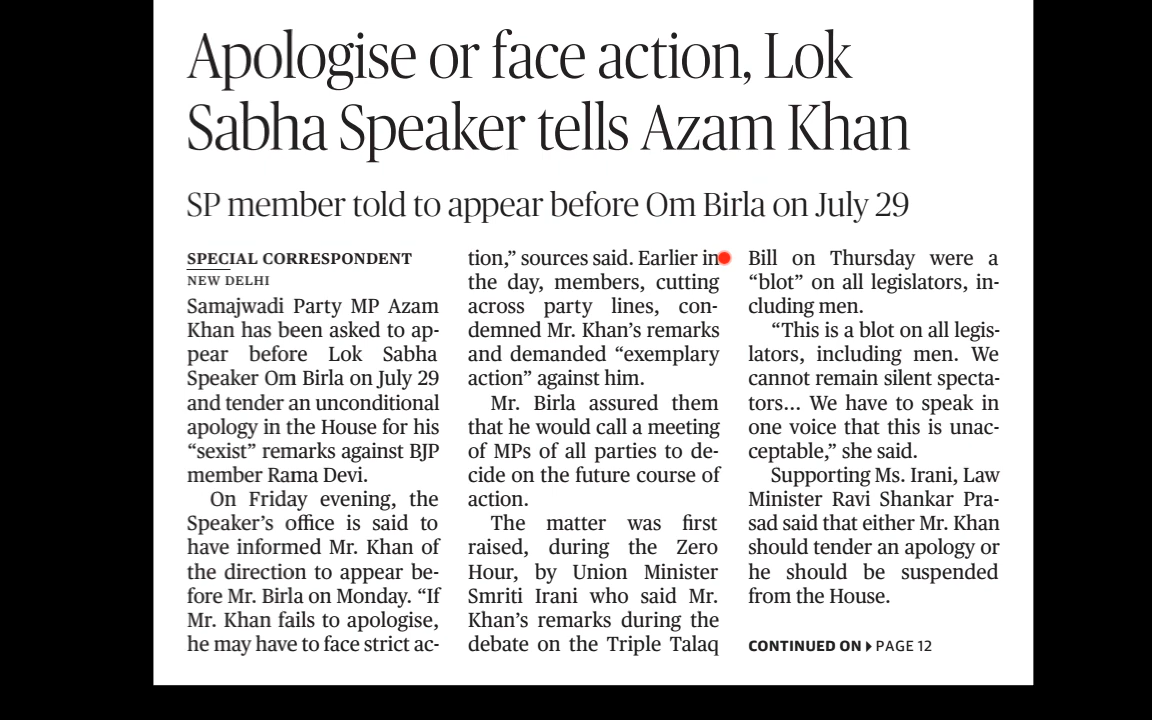 Apologise or face action, Lok
Sabha Speaker tells Azam Khan
SP member told to appear before Om Birla on July 29
SPECIAL CORRESPONDENT
NEW DELHI
Samajwadi Party MP Azam
Khan has been asked to ap-
pear before Lok Sabha
Speaker Om Birla on July 29
and tender an unconditional
apology in the House for his
“sexist” remarks against BJP
member Rama Devi.
On Friday evening, the
Speaker’s office is said to
have informed Mr. Khan of
the direction to appear be-
fore Mr. Birla on Monday. “If
Mr. Khan fails to apologise,
he may have to face strict ac-
tion,” sources said. Earlier in
the day, members, cutting
across party lines, con-
demned Mr. Khan’s remarks
and demanded “exemplary
action” against him.
Mr. Birla assured them
that he would call a meeting
of MPs of all parties to de-
cide on the future course of
action.
The matter was first
raised, during the Zero
Hour, by Union Minister
Smriti Irani who said Mr.
Khan’s remarks during the
debate on the Triple Talaq
Bill on Thursday were a
“blot” on all legislators, in-
cluding men.
“This is a blot on all legis-
lators, including men. We
cannot remain silent specta-
tors... We have to speak in
one voice that this is unac-
ceptable,” she said.
Supporting Ms. Irani, Law
Minister Ravi Shankar Pra-
sad said that either Mr. Khan
should tender an apology or
he should be suspended
from the House.
CONTINUED ON PAGE 12